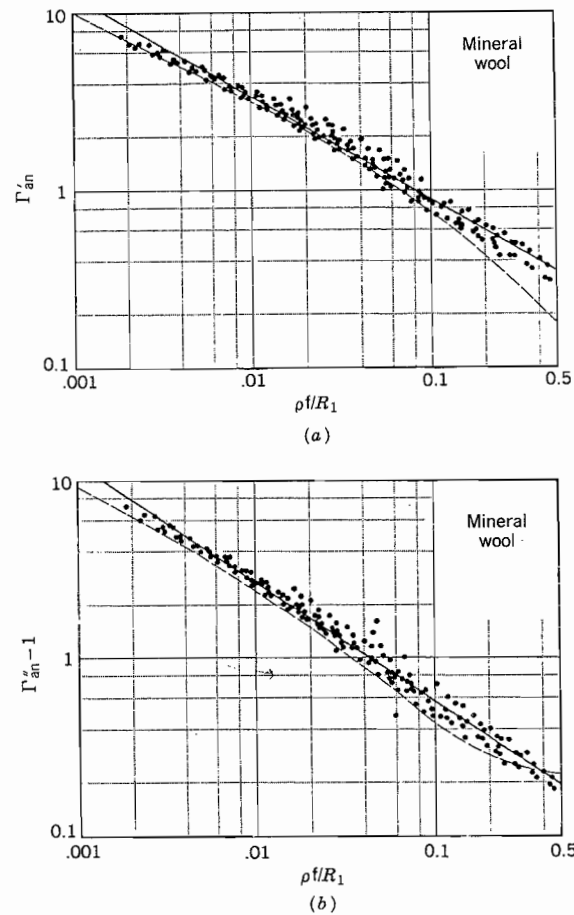 10
Mineral
wool
Γ′an
1
0.1
.001
.01
0.1
0.5
ρf/R1
(a)
10
Mineral
wool
Γ″an−1
1
0.1
.001
.01
0.1
0.5
ρf/R1
(b)